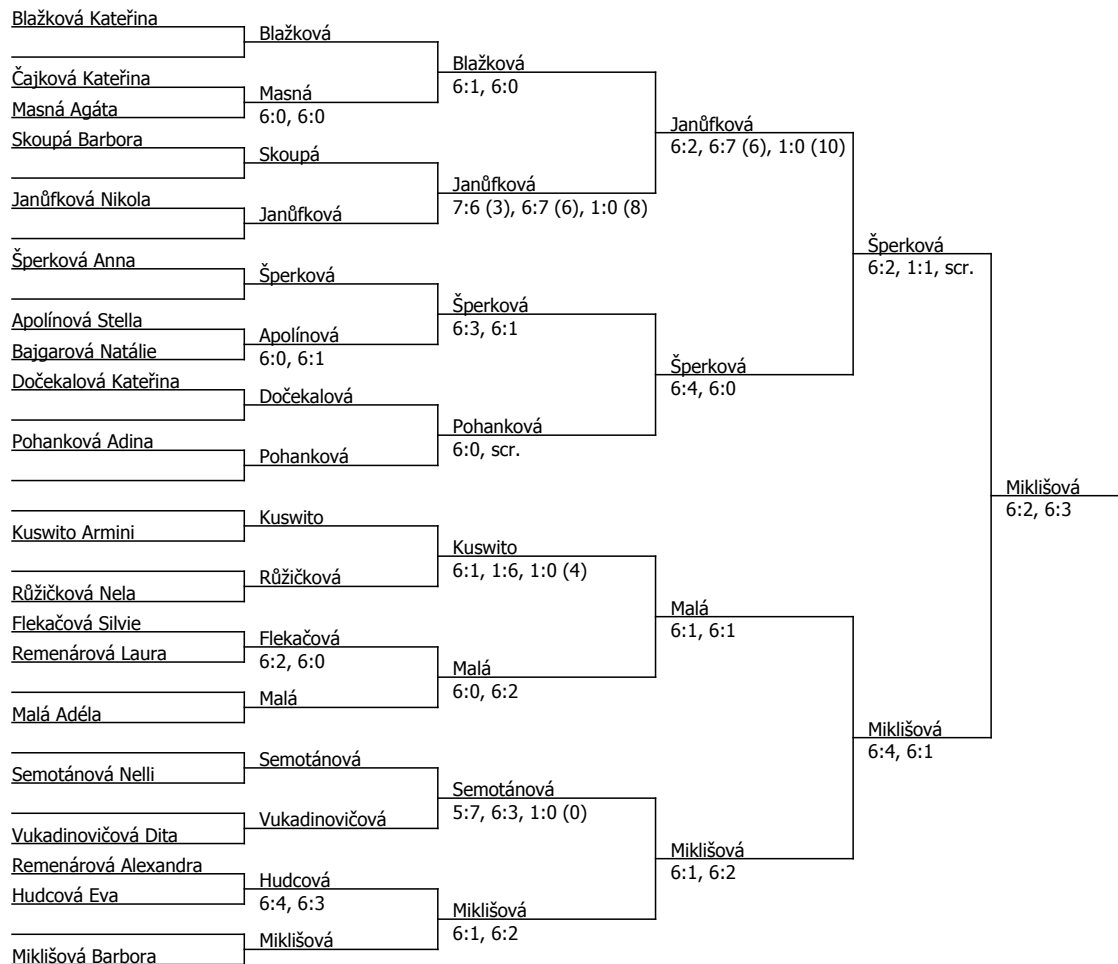 Blažková Kateřina
Čajková Kateřina
Masná Agáta
Skoupá Barbora
Janůfková Nikola
Šperková Anna
Apolínová Stella
Bajgarová Natálie
Dočekalová Kateřina
Pohanková Adina
Kuswito Armini
Růžičková Nela
Flekačová Silvie
Remenárová Laura
Malá Adéla
Semotánová Nelli
Vukadinovičová Dita
Remenárová Alexandra
Hudcová Eva
Miklišová Barbora
Blažková
Masná
6:0, 6:0
Skoupá
Janůfková
Šperková
Apolínová
6:0, 6:1
Dočekalová
Pohanková
Kuswito
Růžičková
Flekačová
6:2, 6:0
Malá
Semotánová
Vukadinovičová
Hudcová
6:4, 6:3
Miklišová
Blažková
6:1, 6:0
Janůfková
7:6 (3), 6:7 (6), 1:0 (8)
Šperková
6:3, 6:1
Pohanková
6:0, scr.
Kuswito
6:1, 1:6, 1:0 (4)
Malá
6:0, 6:2
Semotánová
5:7, 6:3, 1:0 (0)
Miklišová
6:1, 6:2
Janůfková
6:2, 6:7 (6), 1:0 (10)
Šperková
6:4, 6:0
Malá
6:1, 6:1
Miklišová
6:1, 6:2
Šperková
6:2, 1:1, scr.
Miklišová
6:4, 6:1
Miklišová
6:2, 6:3